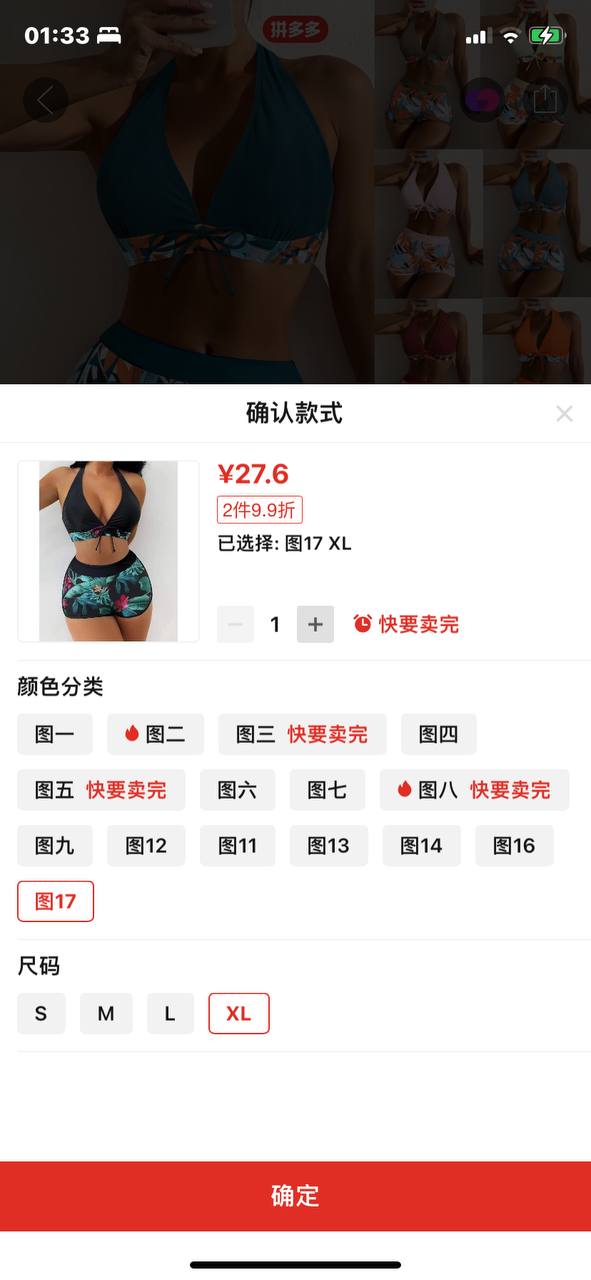 01:33
拼多多
确认款式
¥27.6
2件9.9折
已选择: 图17 XL
1 快要卖完
颜色分类
图一 图二 图三 快要卖完 图四
图五 快要卖完 图六 图七 图八 快要卖完
图九 图12 图11 图13 图14 图16
图17
尺码
S M L XL
确定